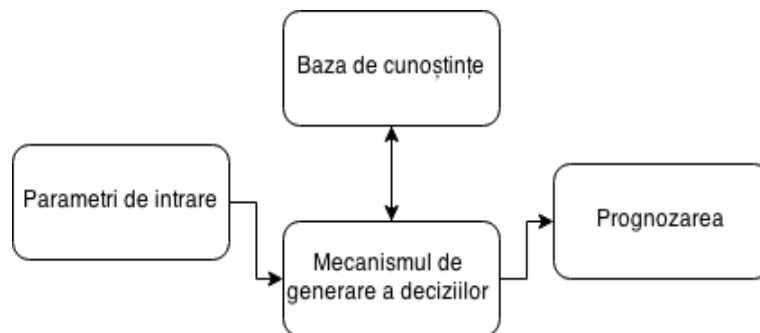 Baza de cunoștințe
Parametri de intrare
Mecanismul de
generare a deciziilor
Prognozarea